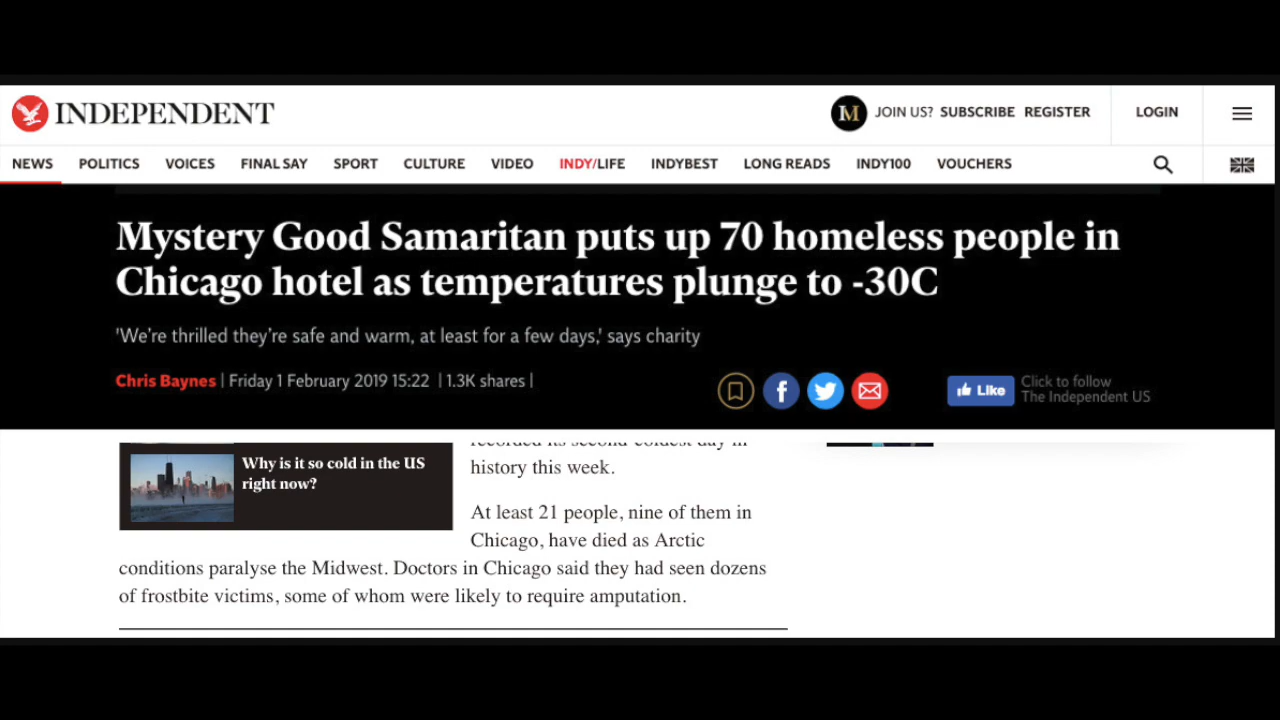 INDEPENDENT
JOIN US? SUBSCRIBE REGISTER LOGIN
NEWS POLITICS VOICES FINAL SAY SPORT CULTURE VIDEO INDY/LIFE INDYBEST LONG READS INDY100 VOUCHERS
Mystery Good Samaritan puts up 70 homeless people in
Chicago hotel as temperatures plunge to -30C
'We're thrilled they're safe and warm, at least for a few days,' says charity
Chris Baynes | Friday 1 February 2019 15:22 | 1.3K shares |
Like
Click to follow
The Independent US
Why is it so cold in the US
right now?
recorded its second-coldest day in
history this week.
At least 21 people, nine of them in
Chicago, have died as Arctic
conditions paralyse the Midwest. Doctors in Chicago said they had seen dozens
of frostbite victims, some of whom were likely to require amputation.